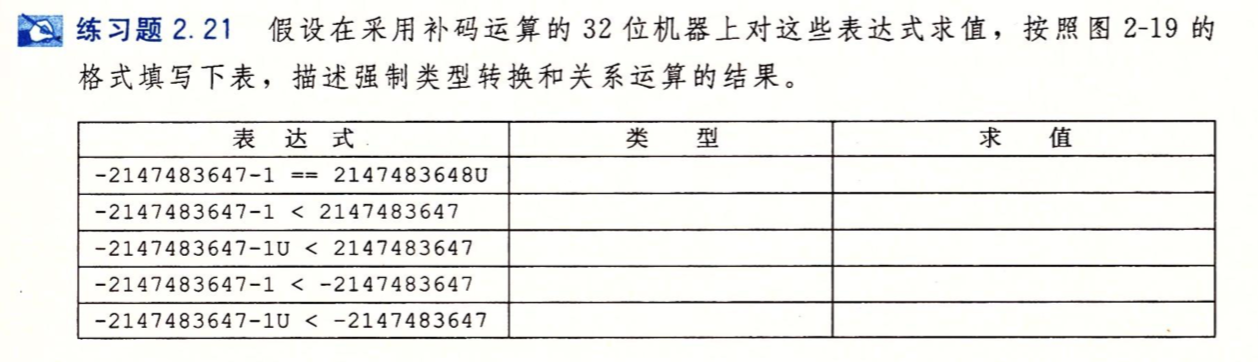 练习题 2.21 假设在采用补码运算的 32 位机器上对这些表达式求值，按照图 2-19 的
格式填写下表，描述强制类型转换和关系运算的结果。
表 达 式 类 型 求 值
-2147483647-1 == 2147483648U
-2147483647-1 < 2147483647
-2147483647-1U < 2147483647
-2147483647-1 < -2147483647
-2147483647-1U < -2147483647